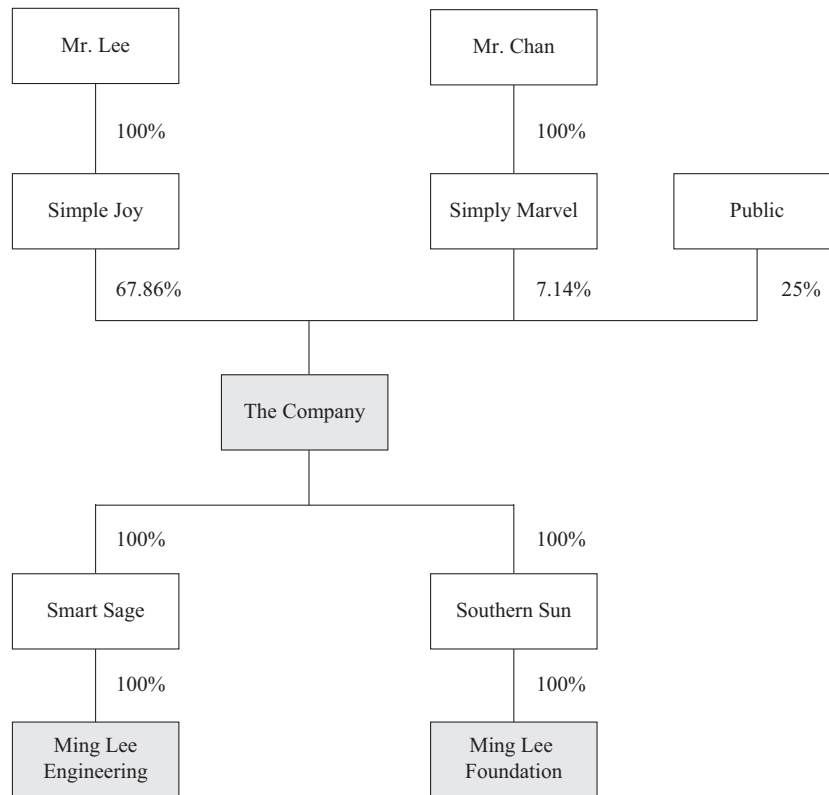 Mr. Lee
Mr. Chan
100%
100%
Simple Joy
Simply Marvel
Public
67.86%
7.14%
25%
The Company
100%
100%
Smart Sage
Southern Sun
100%
100%
Ming Lee
Engineering
Ming Lee
Foundation